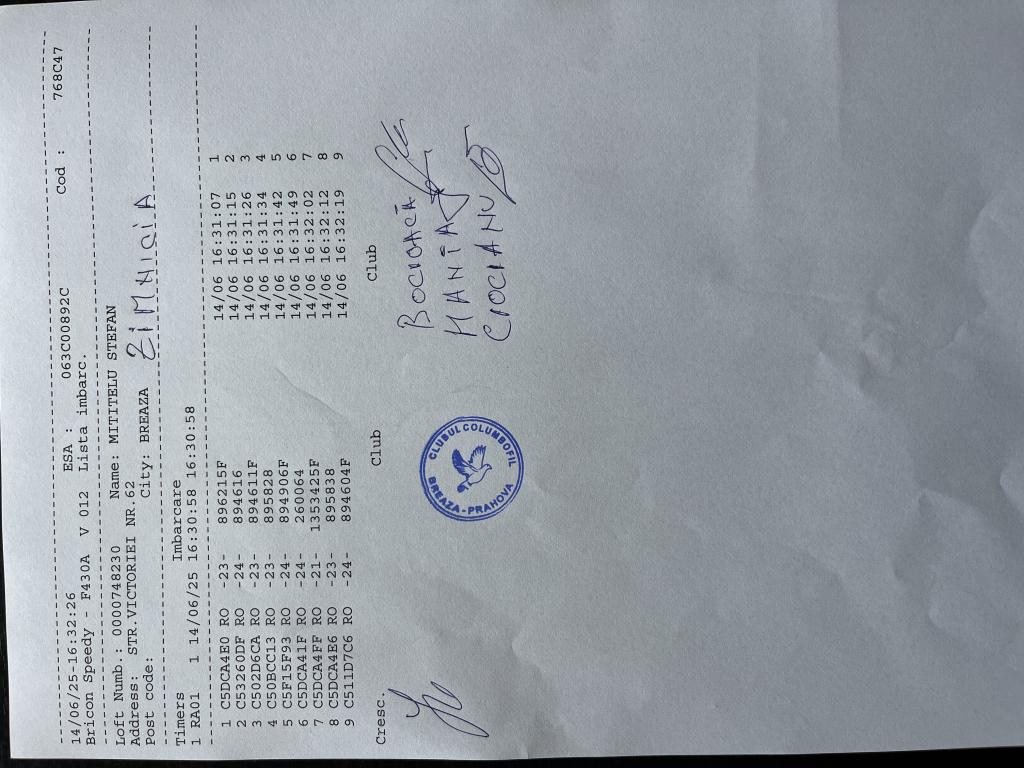 14/06/25-16:32:26 ESA : 063C00892C Cod : 768C47
Bricon Speedy - F430A V 012 Lista imbarc.
Loft Numb.: 0000748230 Name: MITITELU STEFAN
Address: STR.VICTORIEI NR.62
Post code: City: BREAZA ZIMNICIA
Timers Imbarcare
1 RA01 1 14/06/25 16:30:58 16:30:58
1 C5DCA4E0 RO -23- 896215F 14/06 16:31:07 1
2 C53260DF RO -24- 894616 14/06 16:31:15 2
3 C502D6CA RO -23- 894611F 14/06 16:31:26 3
4 C50BCC13 RO -23- 895828 14/06 16:31:34 4
5 C5F15F93 RO -24- 894906F 14/06 16:31:42 5
6 C5DCA41F RO -24- 260064 14/06 16:31:49 6
7 C5DCA4FF RO -21- 1353425F 14/06 16:32:02 7
8 C5DCA4E6 RO -23- 895838 14/06 16:32:12 8
9 C511D7C6 RO -24- 894604F 14/06 16:32:19 9
Cresc. Club Club
CLUBUL COLUMBOFIL
BREAZA-PRAHOVA